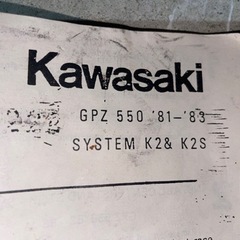 Kawasaki
GPZ 550 '81-'83
SYSTEM K2& K2S